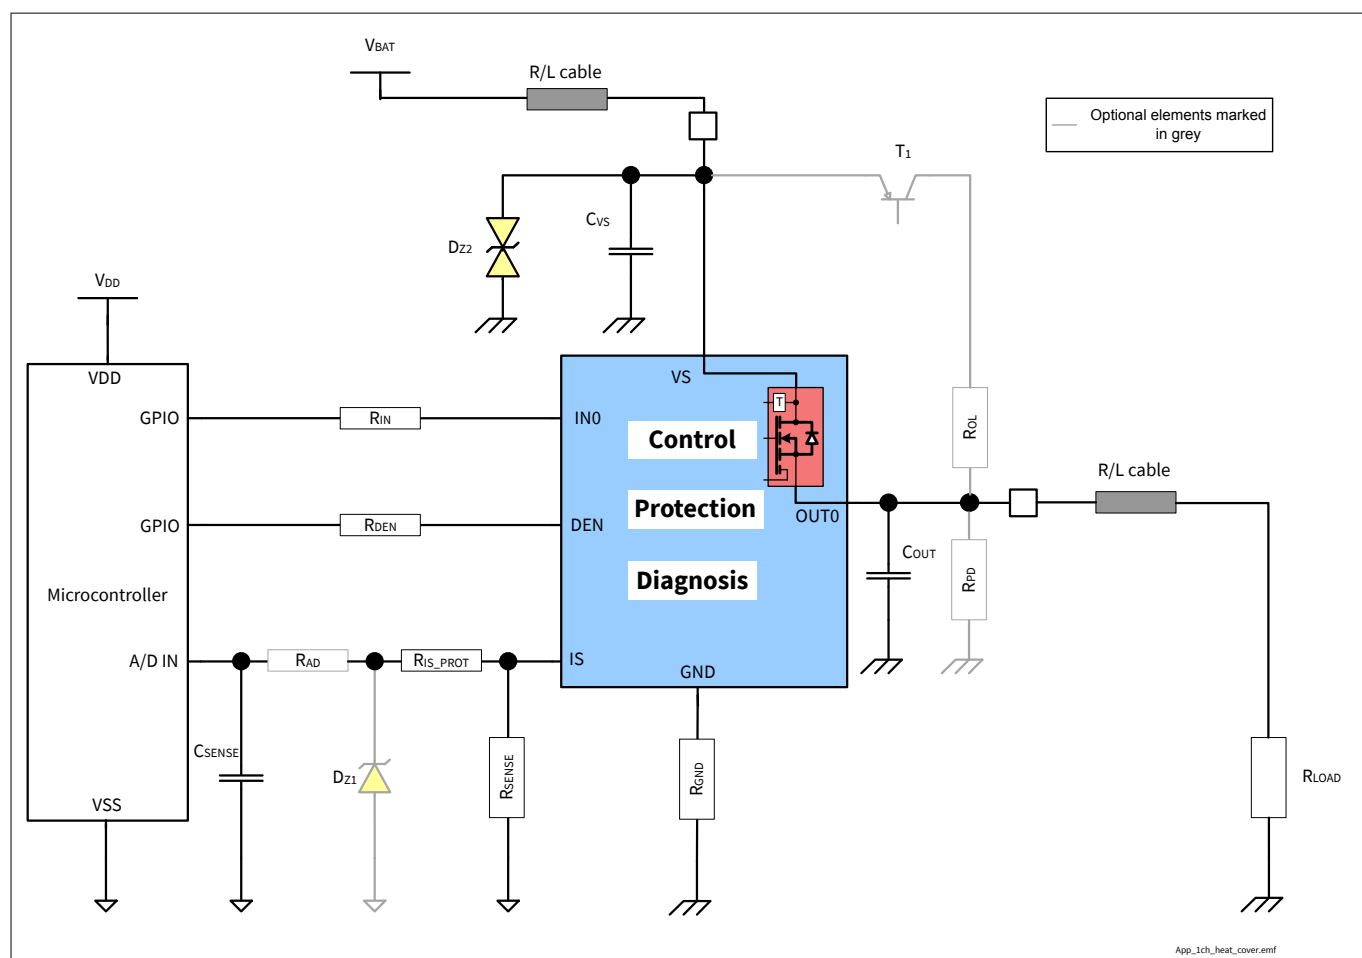 VBAT
R/L cable
Optional elements marked
in grey
T1
CVS
DZ2
VDD
VDD
VS
GPIO
RIN
IN0
T
Control
ROL
R/L cable
Protection
OUT0
GPIO
RDEN
DEN
COUT
RPD
Diagnosis
Microcontroller
A/D IN
RAD
RIS_PROT
IS
GND
CSENSE
DZ1
RSENSE
RGND
RLOAD
VSS
App_1ch_heat_cover.emf